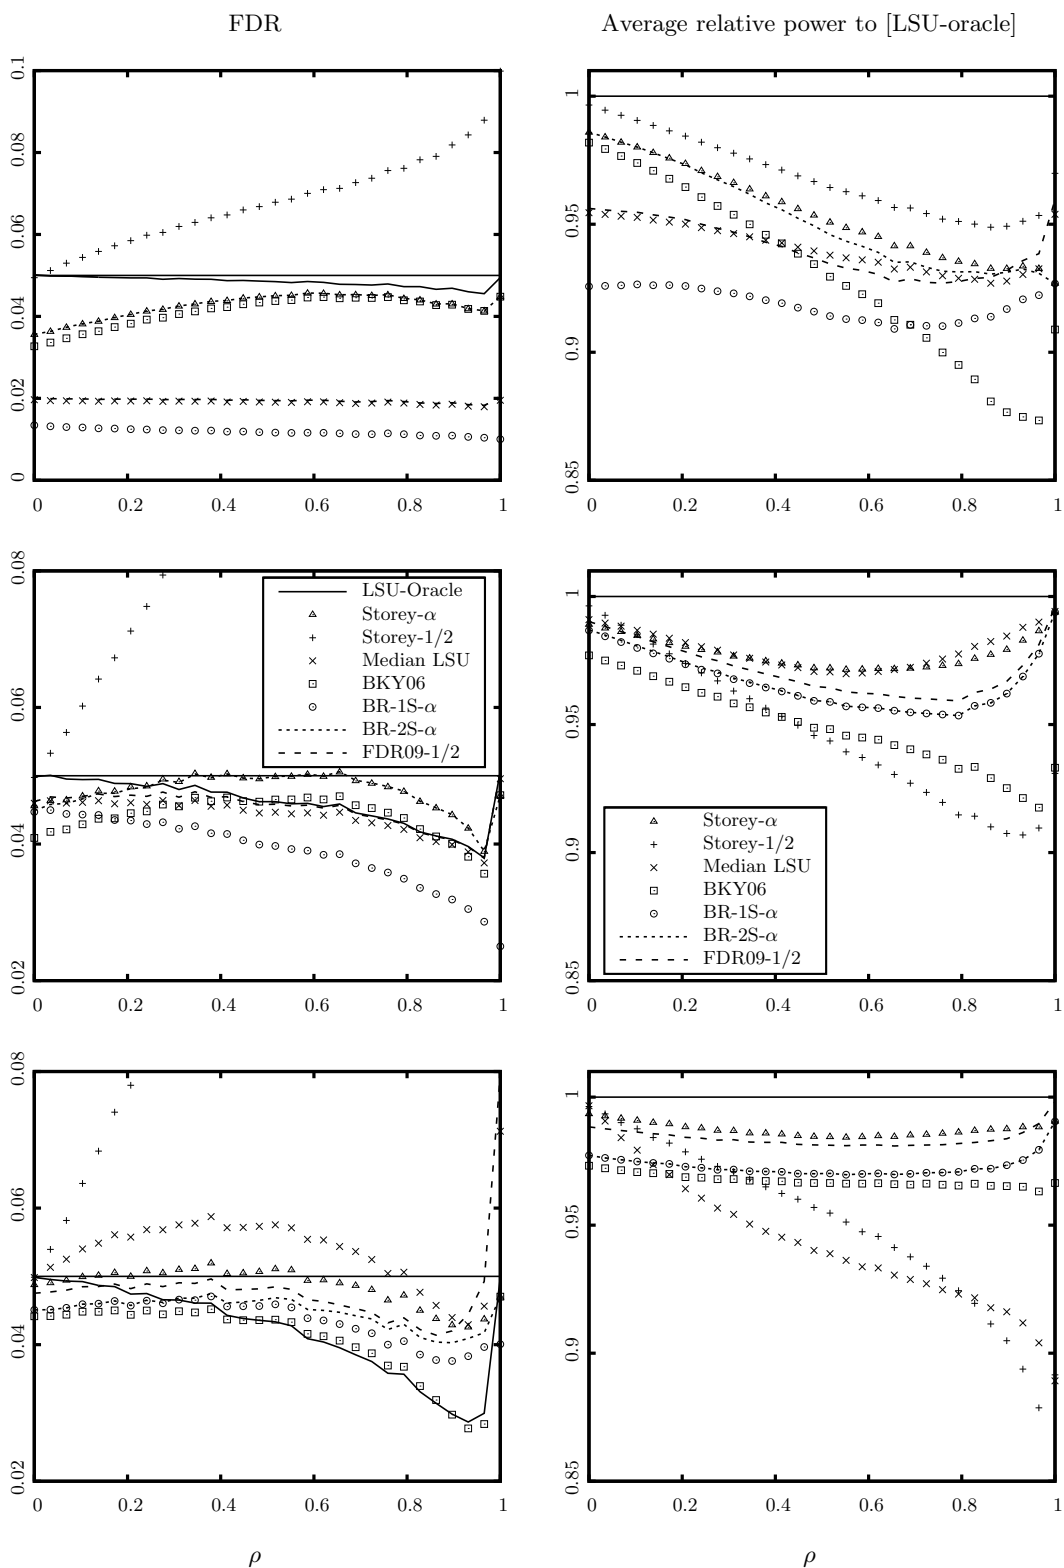 FDR
Average relative power to [LSU-oracle]
0.1
0.08
0.06
0.04
0.02
0
0 0.2 0.4 0.6 0.8 1
1
0.95
0.9
0.85
0 0.2 0.4 0.6 0.8 1
0.08
0.06
0.04
0.02
LSU-Oracle
Storey-α
Storey-1/2
Median LSU
BKY06
BR-1S-α
BR-2S-α
FDR09-1/2
0 0.2 0.4 0.6 0.8 1
1
0.95
0.9
0.85
Storey-α
Storey-1/2
Median LSU
BKY06
BR-1S-α
BR-2S-α
FDR09-1/2
0 0.2 0.4 0.6 0.8 1
0.08
0.06
0.04
0.02
0 0.2 0.4 0.6 0.8 1
ρ
1
0.95
0.9
0.85
0 0.2 0.4 0.6 0.8 1
ρ